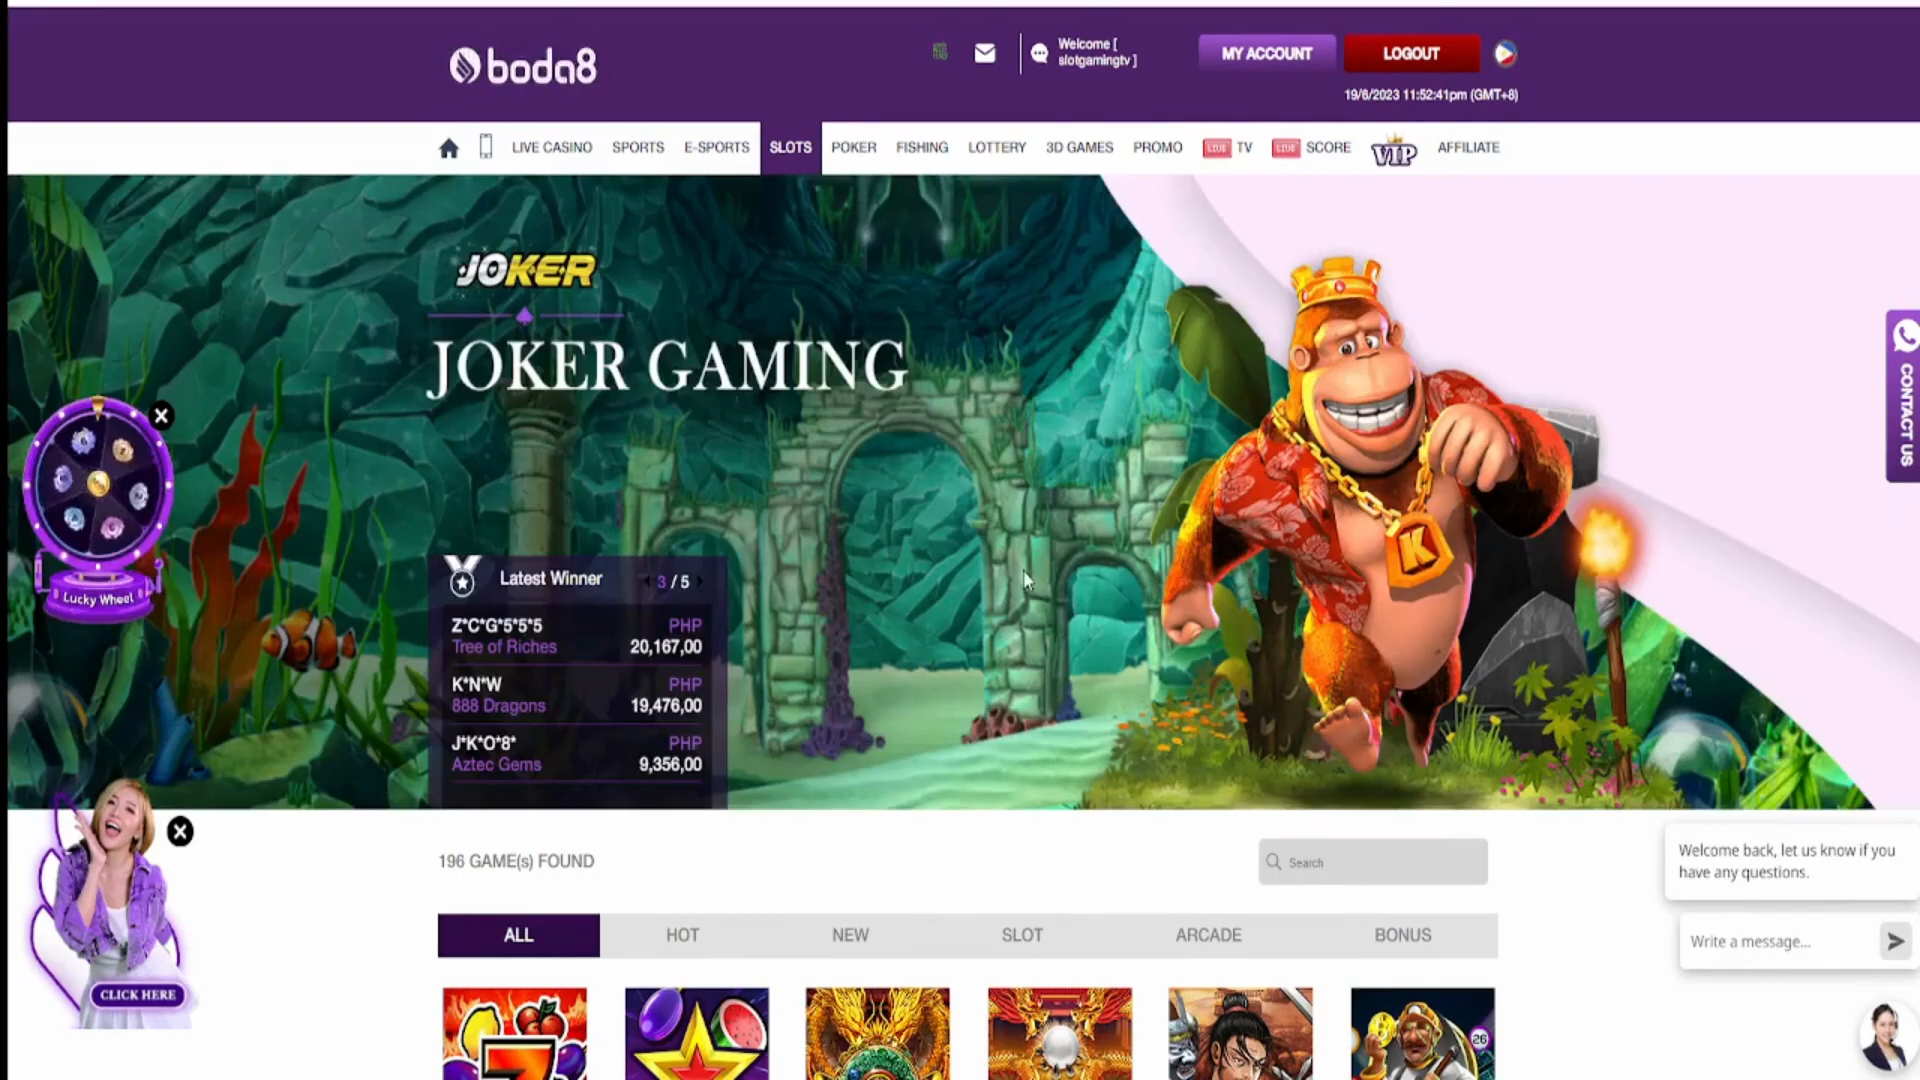 boda8
Welcome [
slotgamingtv ]
MY ACCOUNT
LOGOUT
19/6/2023 11:52:41pm (GMT+8)
LIVE CASINO
SPORTS
E-SPORTS
SLOTS
POKER
FISHING
LOTTERY
3D GAMES
PROMO
LIVE TV
LIVE SCORE
VIP
AFFILIATE
JOKER
JOKER GAMING
K
CONTACT US
Lucky Wheel
Latest Winner 3 / 5
Z*C*G*5*5*5 PHP
Tree of Riches 20,167,00
K*N*W PHP
888 Dragons 19,476,00
J*K*O*8* PHP
Aztec Gems 9,356,00
CLICK HERE
196 GAME(s) FOUND
Search
Welcome back, let us know if you
have any questions.
Write a message...
ALL
HOT
NEW
SLOT
ARCADE
BONUS
26